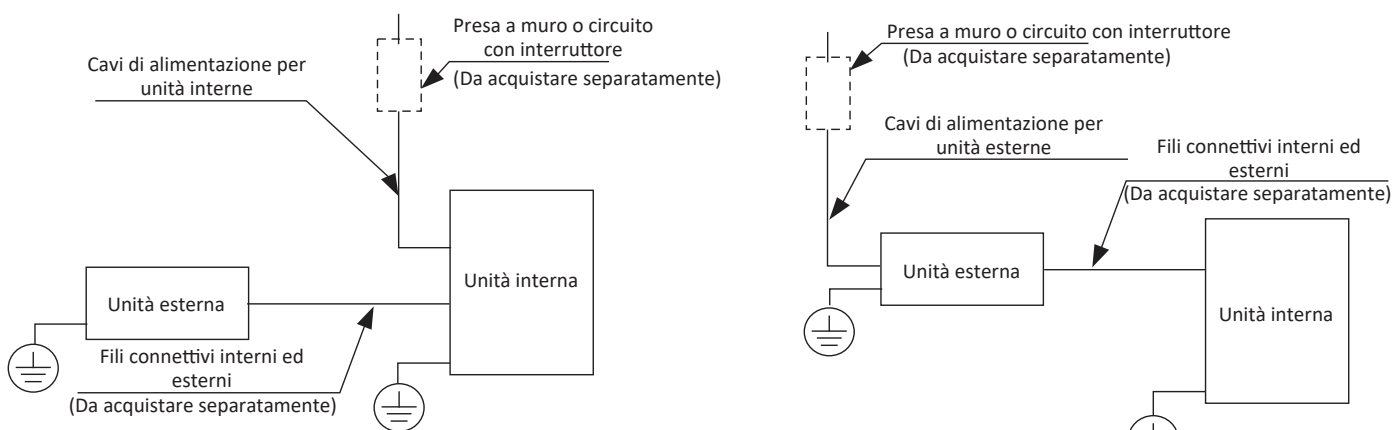 Presa a muro o circuito
con interruttore
(Da acquistare separatamente)
Cavi di alimentazione per
unità interne
Unità interna
Unità esterna
Fili connettivi interni ed
esterni
(Da acquistare separatamente)
Presa a muro o circuito con interruttore
(Da acquistare separatamente)
Cavi di alimentazione per
unità esterne
Fili connettivi interni ed
esterni
(Da acquistare separatamente)
Unità esterna
Unità interna